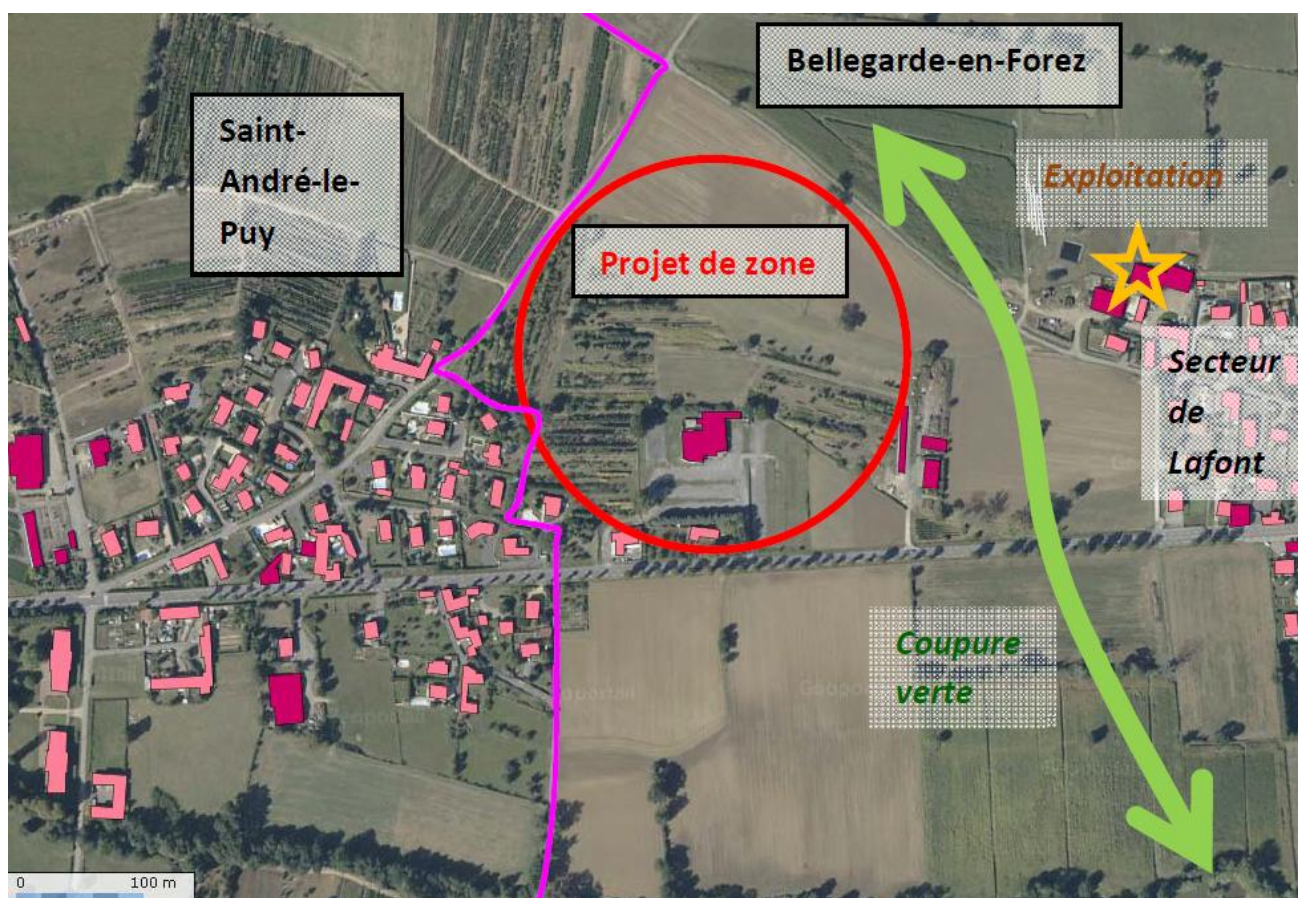 Bellegarde-en-Forez
Saint-
André-le-
Puy
Exploitation
Projet de zone
Secteur
de
Lafont
Coupure
verte
0 100 m